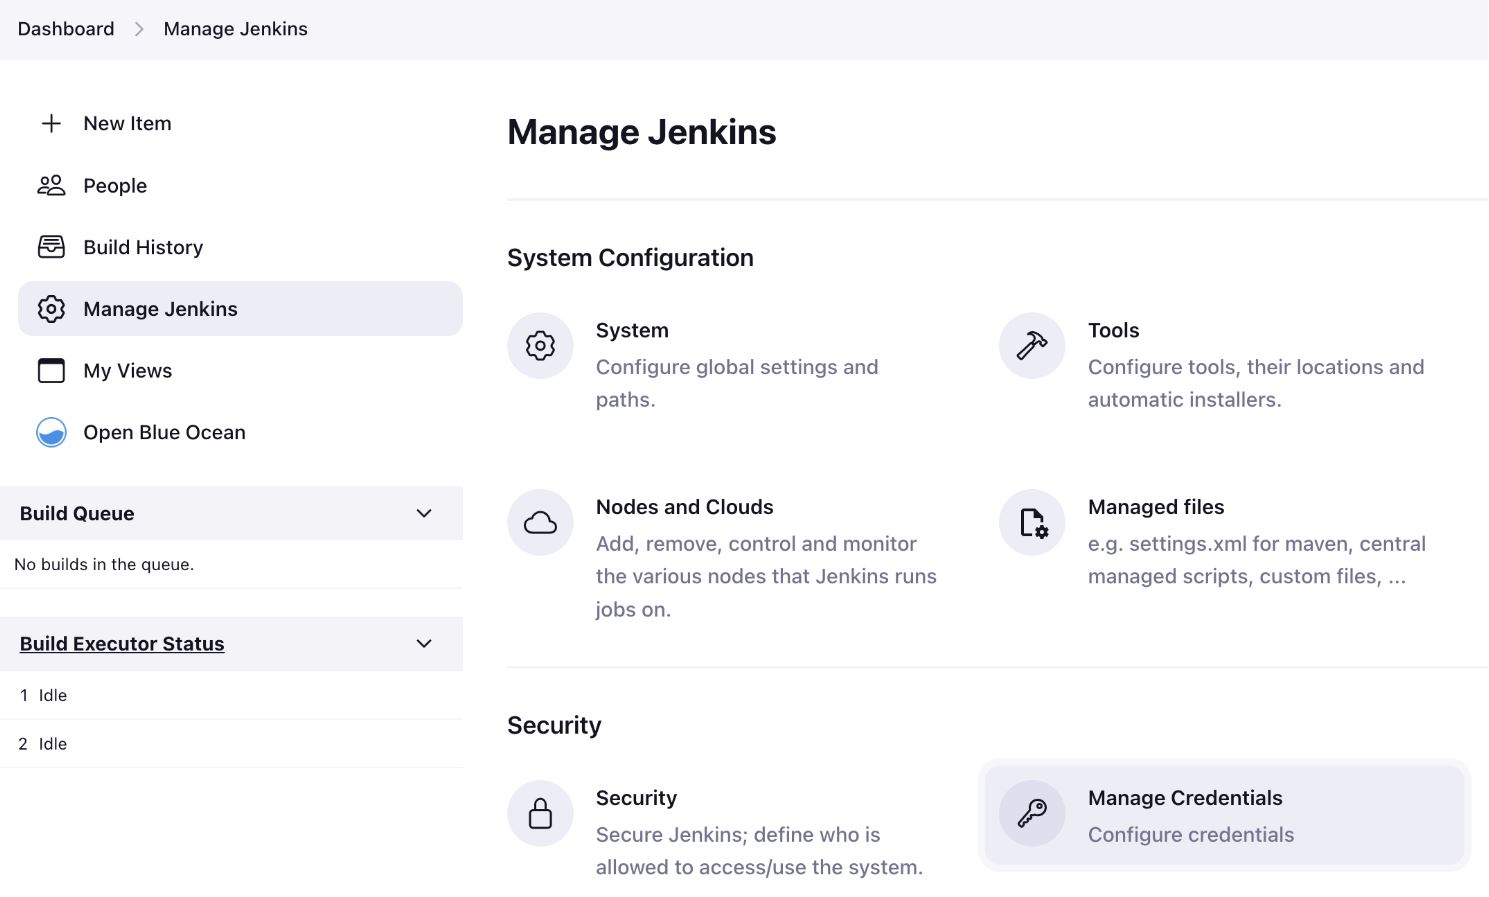 Dashboard
Manage Jenkins
New Item
People
Build History
Manage Jenkins
My Views
Open Blue Ocean
Build Queue
No builds in the queue.
Build Executor Status
1 Idle
2 Idle
Manage Jenkins
System Configuration
System
Configure global settings and
paths.
Tools
Configure tools, their locations and
automatic installers.
Nodes and Clouds
Add, remove, control and monitor
the various nodes that Jenkins runs
jobs on.
Managed files
e.g. settings.xml for maven, central
managed scripts, custom files, ...
Security
Security
Secure Jenkins; define who is
allowed to access/use the system.
Manage Credentials
Configure credentials